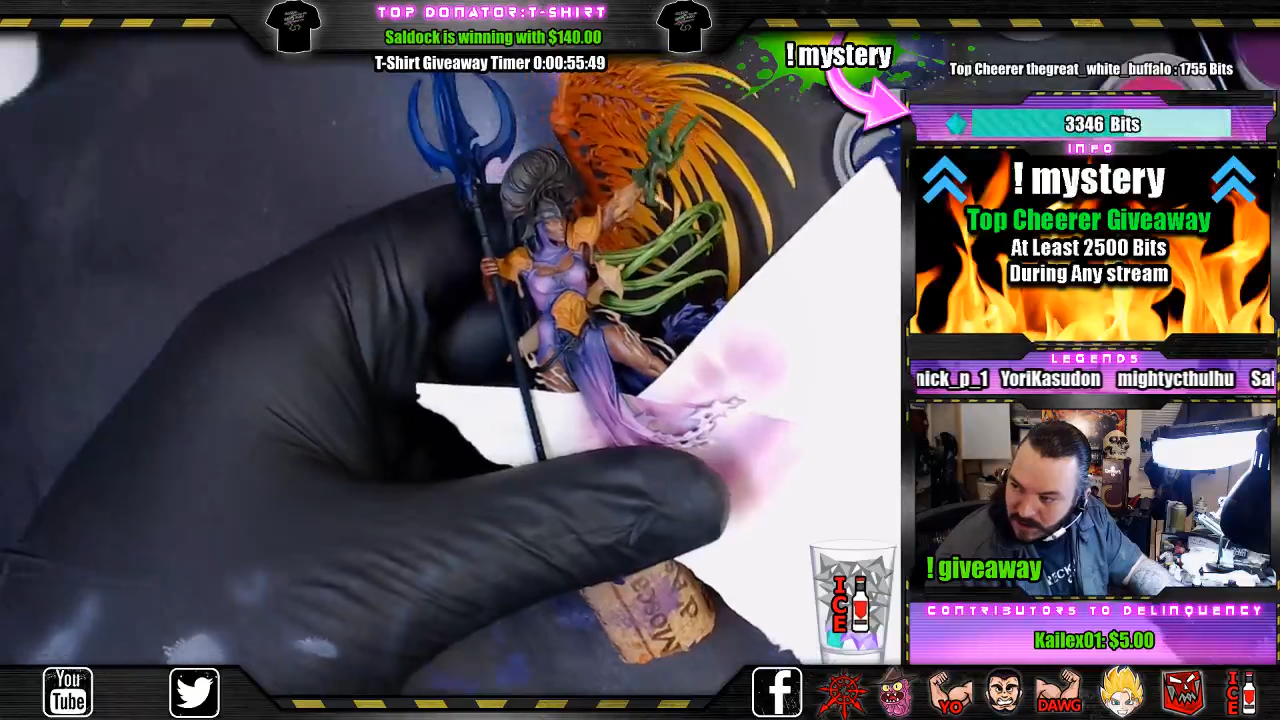 TOP DONATOR:T-SHIRT
Saldock is winning with $140.00
T-Shirt Giveaway Timer 0:00:55:49
! mystery
Top Cheerer thegreat_white_buffalo : 1755 Bits
3346 Bits
INFO
! mystery
Top Cheerer Giveaway
At Least 2500 Bits
During Any stream
LEGENDS
nick_p_1 YoriKasudon mightycthulhu Sal
! giveaway
CONTRIBUTORS TO DELINQUENCY
Kailex01: $5.00
ICE
You
Tube
YO
DAWG
ICE